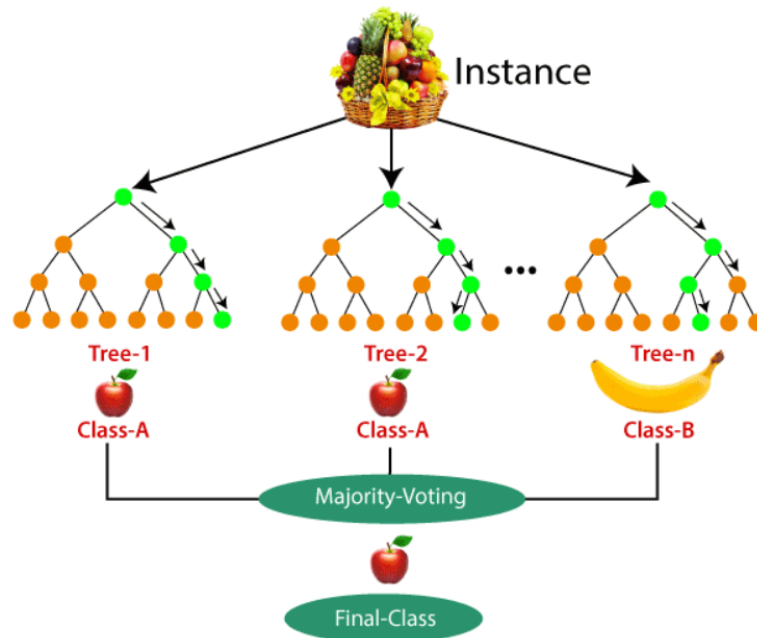 Instance
Tree-1
Tree-2
Tree-n
Class-A
Class-A
Class-B
Majority-Voting
Final-Class